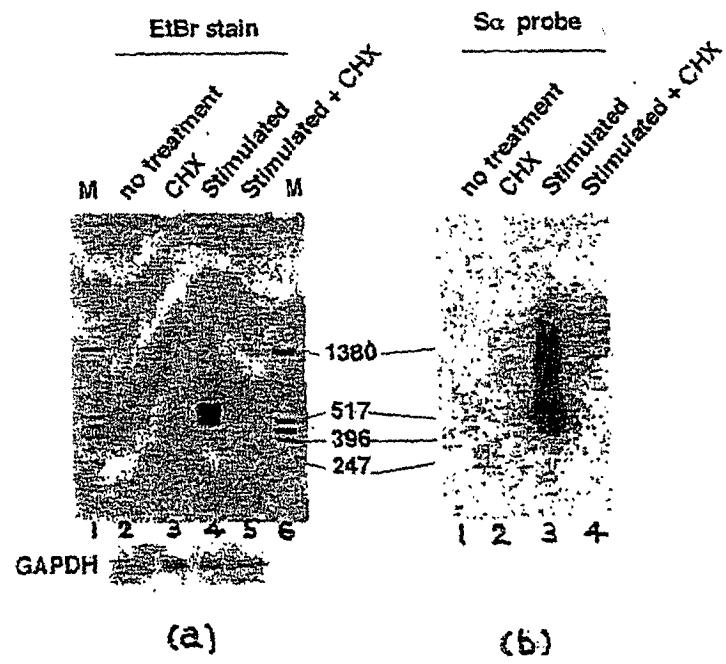 EtBr stain
Sα probe
M
no treatment
CHX
Stimulated
Stimulated + CHX
M
no treatment
CHX
Stimulated
Stimulated + CHX
1380
517
396
247
1 2 3 4 5 6
1 2 3 4
GAPDH
(a)
(b)